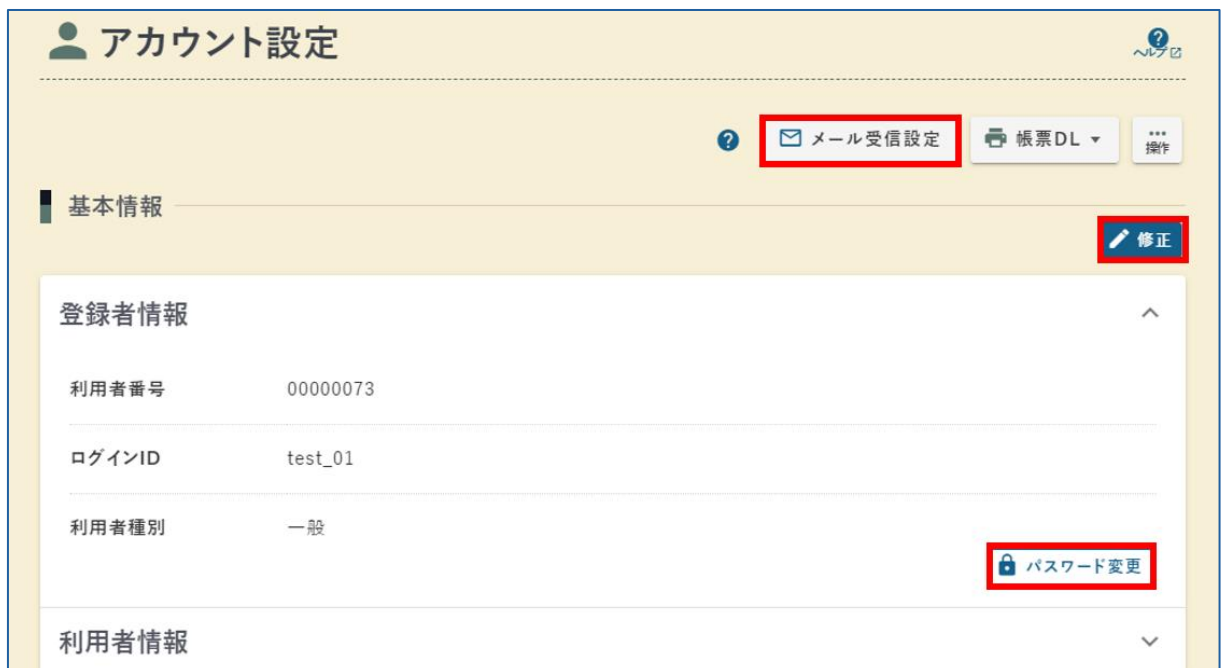 アカウント設定
ヘルプ
メール受信設定 帳票DL 操作
基本情報
修正
登録者情報
利用者番号 00000073
ログインID test_01
利用者種別 一般
パスワード変更
利用者情報